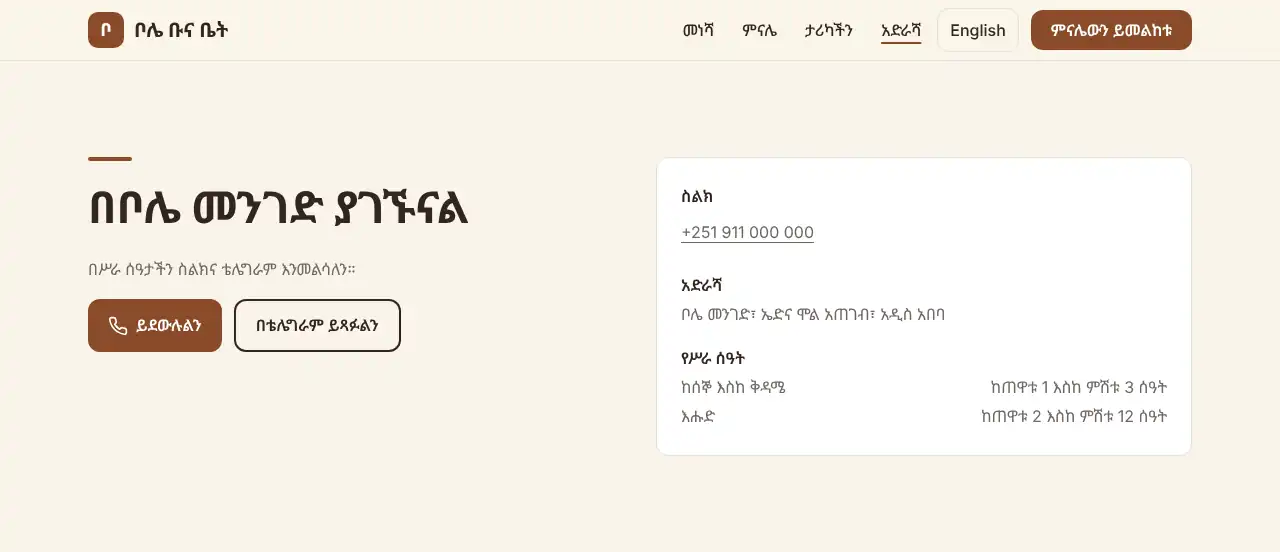 ቦ
ቦሌ ቡና ቤት
መነሻ
ምናሌ
ታሪካችን
አድራሻ
English
ምናሌውን ይመልከቱ
በቦሌ መንገድ ያገኙናል
በሥራ ሰዓታችን ስልክና ቴሌግራም እንመልሳለን።
ይደውሉልን
በቴሌግራም ይጻፉልን
ስልክ
+251 911 000 000
አድራሻ
ቦሌ መንገድ፣ ኤድና ሞል አጠገብ፣ አዲስ አበባ
የሥራ ሰዓት
ከሰኞ እስከ ቅዳሜ ከጠዋቱ 1 እስከ ምሽቱ 3 ሰዓት
እሑድ ከጠዋቱ 2 እስከ ምሽቱ 12 ሰዓት